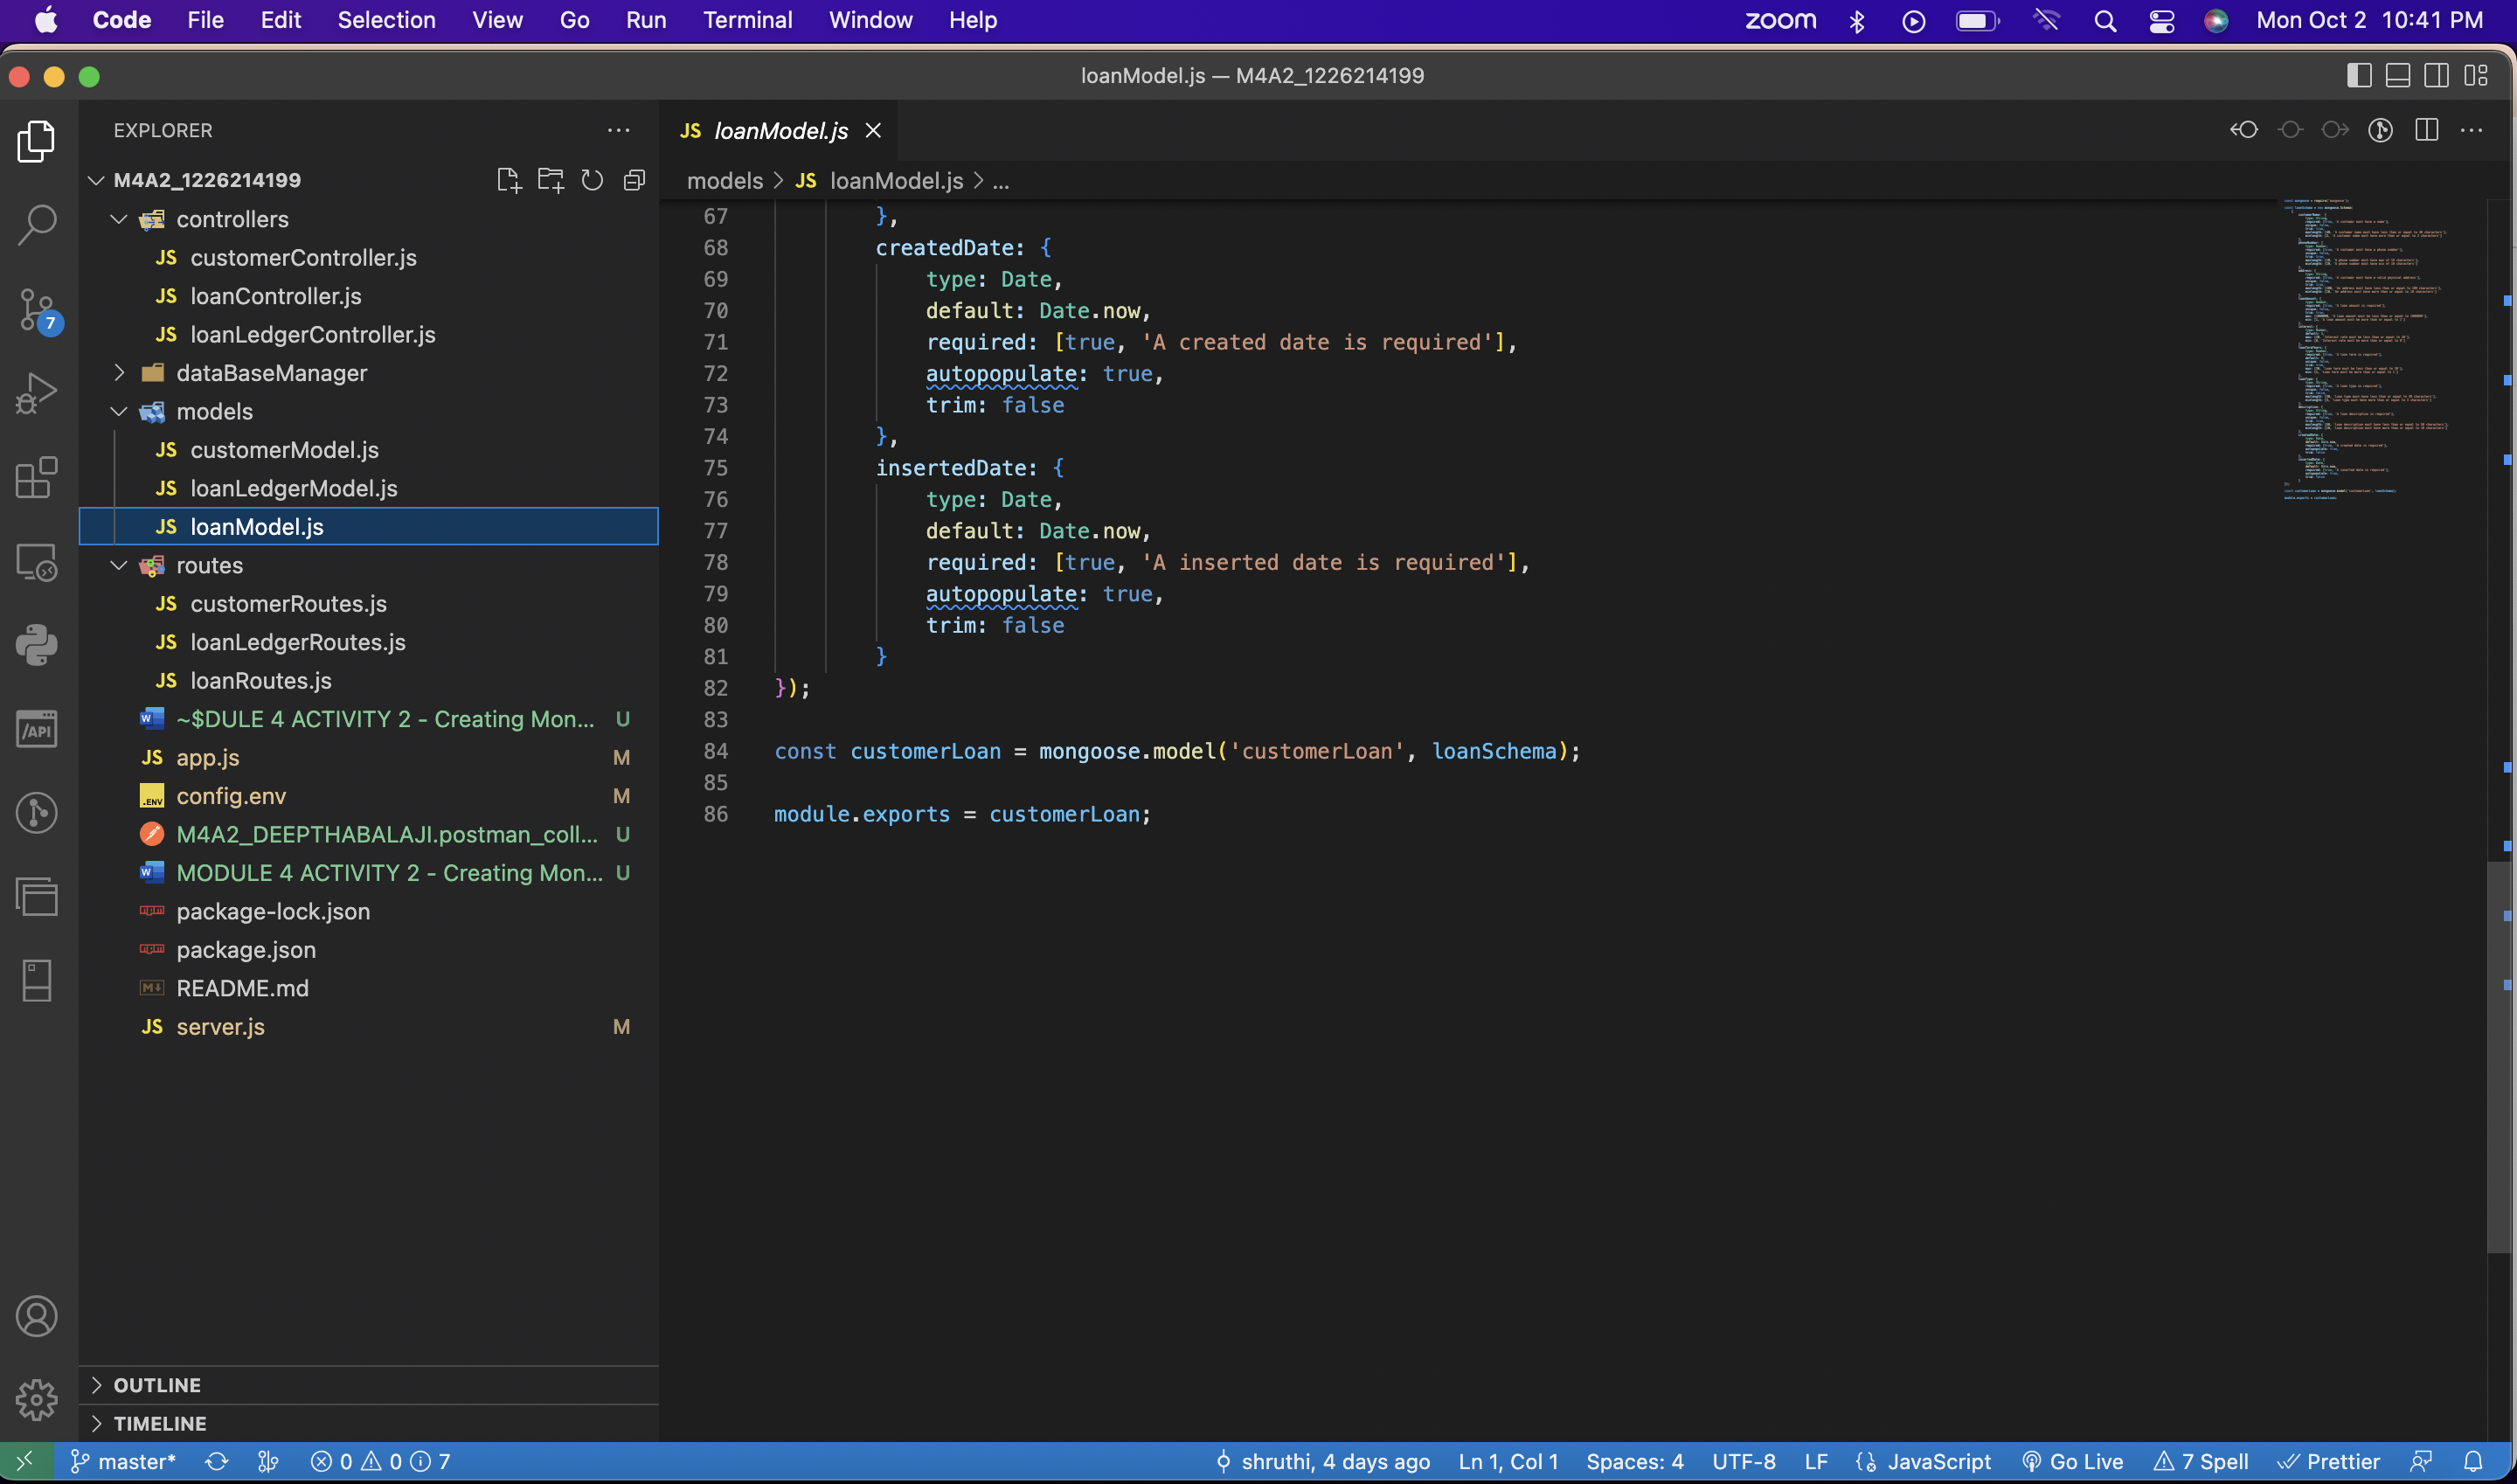 Code File Edit Selection View Go Run Terminal Window Help zoom Mon Oct 2 10:41 PM
loanModel.js — M4A2_1226214199
EXPLORER
M4A2_1226214199
controllers
JS customerController.js
JS loanController.js
JS loanLedgerController.js
dataBaseManager
models
JS customerModel.js
JS loanLedgerModel.js
JS loanModel.js
routes
JS customerRoutes.js
JS loanLedgerRoutes.js
JS loanRoutes.js
~$DULE 4 ACTIVITY 2 - Creating Mon... U
JS app.js M
.ENV config.env M
M4A2_DEEPTHABALAJI.postman_coll... U
MODULE 4 ACTIVITY 2 - Creating Mon... U
package-lock.json
package.json
README.md
JS server.js M
OUTLINE
TIMELINE
7
/API
JS loanModel.js
models > JS loanModel.js > ...
67 },
68 createdDate: {
69 type: Date,
70 default: Date.now,
71 required: [true, 'A created date is required'],
72 autopopulate: true,
73 trim: false
74 },
75 insertedDate: {
76 type: Date,
77 default: Date.now,
78 required: [true, 'A inserted date is required'],
79 autopopulate: true,
80 trim: false
81 }
82 });
83
84 const customerLoan = mongoose.model('customerLoan', loanSchema);
85
86 module.exports = customerLoan;
master* 0 0 7 shruthi, 4 days ago Ln 1, Col 1 Spaces: 4 UTF-8 LF JavaScript Go Live 7 Spell Prettier